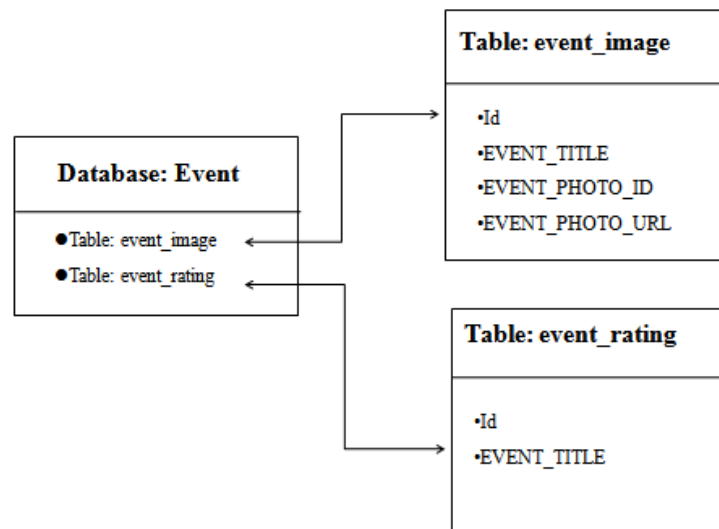 Table: event_image
•Id
•EVENT_TITLE
•EVENT_PHOTO_ID
•EVENT_PHOTO_URL
Database: Event
●Table: event_image
●Table: event_rating
Table: event_rating
•Id
•EVENT_TITLE